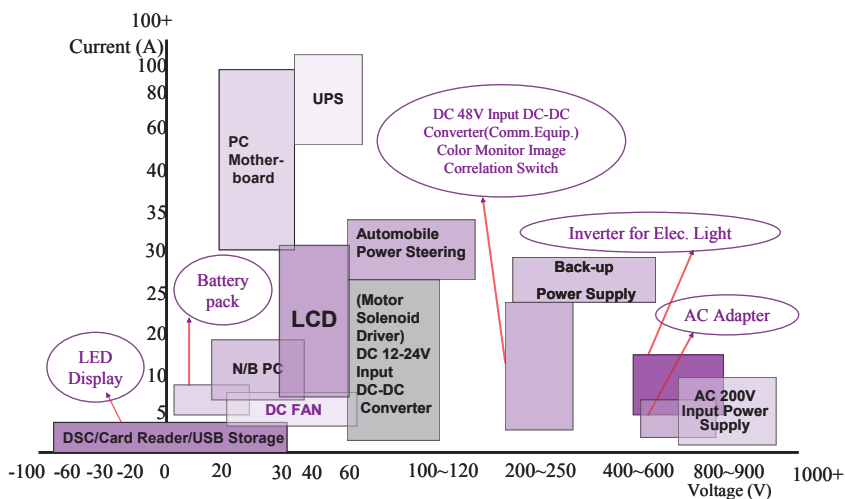 100+
Current (A)
100
80
60
40
35
30
25
20
10
5
UPS
PC
Mother-
board
DC 48V Input DC-DC
Converter(Comm.Equip.)
Color Monitor Image
Correlation Switch
Automobile
Power Steering
Inverter for Elec. Light
Back-up
Power Supply
Battery
pack
LCD
(Motor
Solenoid
Driver)
DC 12-24V
Input
DC-DC
Converter
AC Adapter
LED
Display
N/B PC
DC FAN
AC 200V
Input Power
Supply
DSC/Card Reader/USB Storage
-100 -60 -30 -20 0 20 30 40 60 100~120 200~250 400~600 800~900 1000+
Voltage (V)